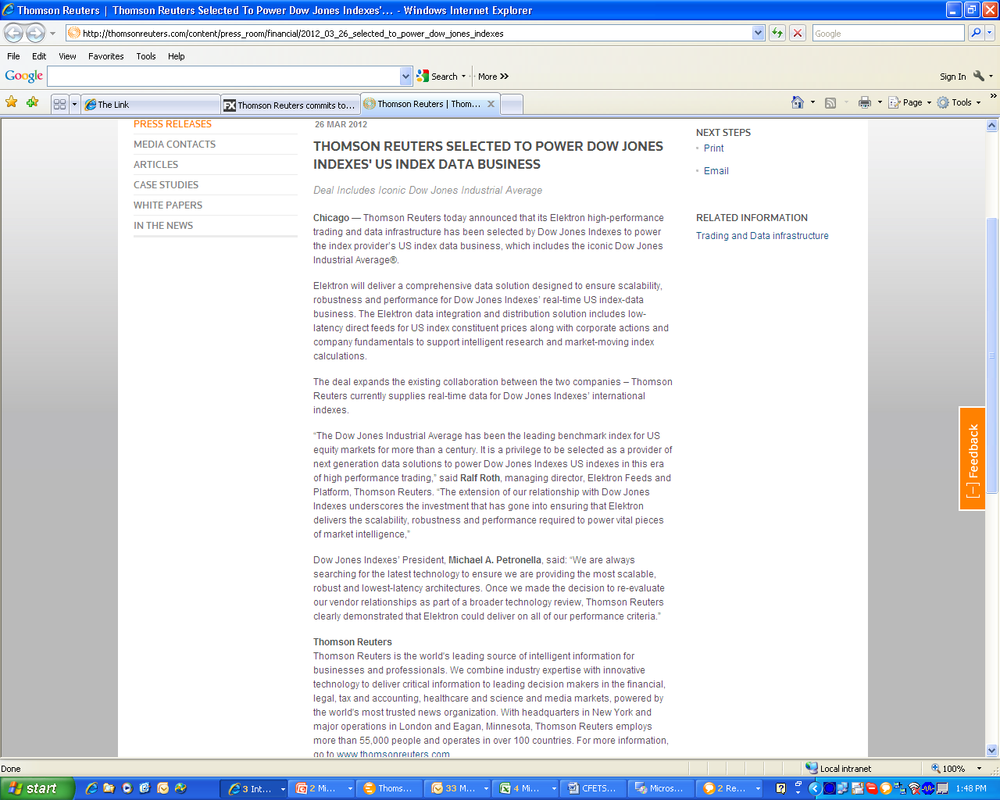 Thomson Reuters | Thomson Reuters Selected To Power Dow Jones Indexes'... - Windows Internet Explorer
http://thomsonreuters.com/content/press_room/financial/2012_03_26_selected_to_power_dow_jones_indexes
Google
File Edit View Favorites Tools Help
Google Search More Sign In
The Link Thomson Reuters commits to... Thomson Reuters | Thom... Page Tools
PRESS RELEASES
MEDIA CONTACTS
ARTICLES
CASE STUDIES
WHITE PAPERS
IN THE NEWS
26 MAR 2012
THOMSON REUTERS SELECTED TO POWER DOW JONES
INDEXES' US INDEX DATA BUSINESS
Deal Includes Iconic Dow Jones Industrial Average
Chicago — Thomson Reuters today announced that its Elektron high-performance
trading and data infrastructure has been selected by Dow Jones Indexes to power
the index provider's US index data business, which includes the iconic Dow Jones
Industrial Average®.
Elektron will deliver a comprehensive data solution designed to ensure scalability,
robustness and performance for Dow Jones Indexes' real-time US index-data
business. The Elektron data integration and distribution solution includes low-
latency direct feeds for US index constituent prices along with corporate actions and
company fundamentals to support intelligent research and market-moving index
calculations.
The deal expands the existing collaboration between the two companies – Thomson
Reuters currently supplies real-time data for Dow Jones Indexes' international
indexes.
“The Dow Jones Industrial Average has been the leading benchmark index for US
equity markets for more than a century. It is a privilege to be selected as a provider of
next generation data solutions to power Dow Jones Indexes US indexes in this era
of high performance trading,” said Ralf Roth, managing director, Elektron Feeds and
Platform, Thomson Reuters. “The extension of our relationship with Dow Jones
Indexes underscores the investment that has gone into ensuring that Elektron
delivers the scalability, robustness and performance required to power vital pieces
of market intelligence,”
Dow Jones Indexes' President, Michael A. Petronella, said: “We are always
searching for the latest technology to ensure we are providing the most scalable,
robust and lowest-latency architectures. Once we made the decision to re-evaluate
our vendor relationships as part of a broader technology review, Thomson Reuters
clearly demonstrated that Elektron could deliver on all of our performance criteria.”
Thomson Reuters
Thomson Reuters is the world's leading source of intelligent information for
businesses and professionals. We combine industry expertise with innovative
technology to deliver critical information to leading decision makers in the financial,
legal, tax and accounting, healthcare and science and media markets, powered by
the world's most trusted news organization. With headquarters in New York and
major operations in London and Eagan, Minnesota, Thomson Reuters employs
more than 55,000 people and operates in over 100 countries. For more information,
go to www.thomsonreuters.com
NEXT STEPS
Print
Email
RELATED INFORMATION
Trading and Data infrastructure
[–] Feedback
Done Local intranet 100%
start 3 Int... 2 Mi... Thoms... 33 M... 4 Mi... CFETS... Micros... 2 Re... 1:48 PM